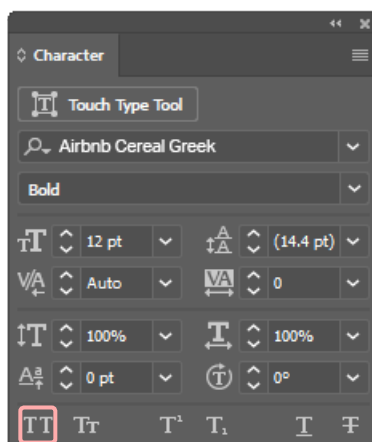 Character
Touch Type Tool
Airbnb Cereal Greek
Bold
12 pt
(14.4 pt)
Auto
0
100%
100%
0 pt
0°